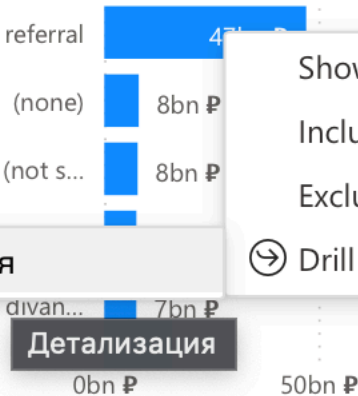 referral
(none)
8bn ₽
(not s...
8bn ₽
я
Drill
divan...
7bn ₽
Детализация
0bn ₽
50bn ₽